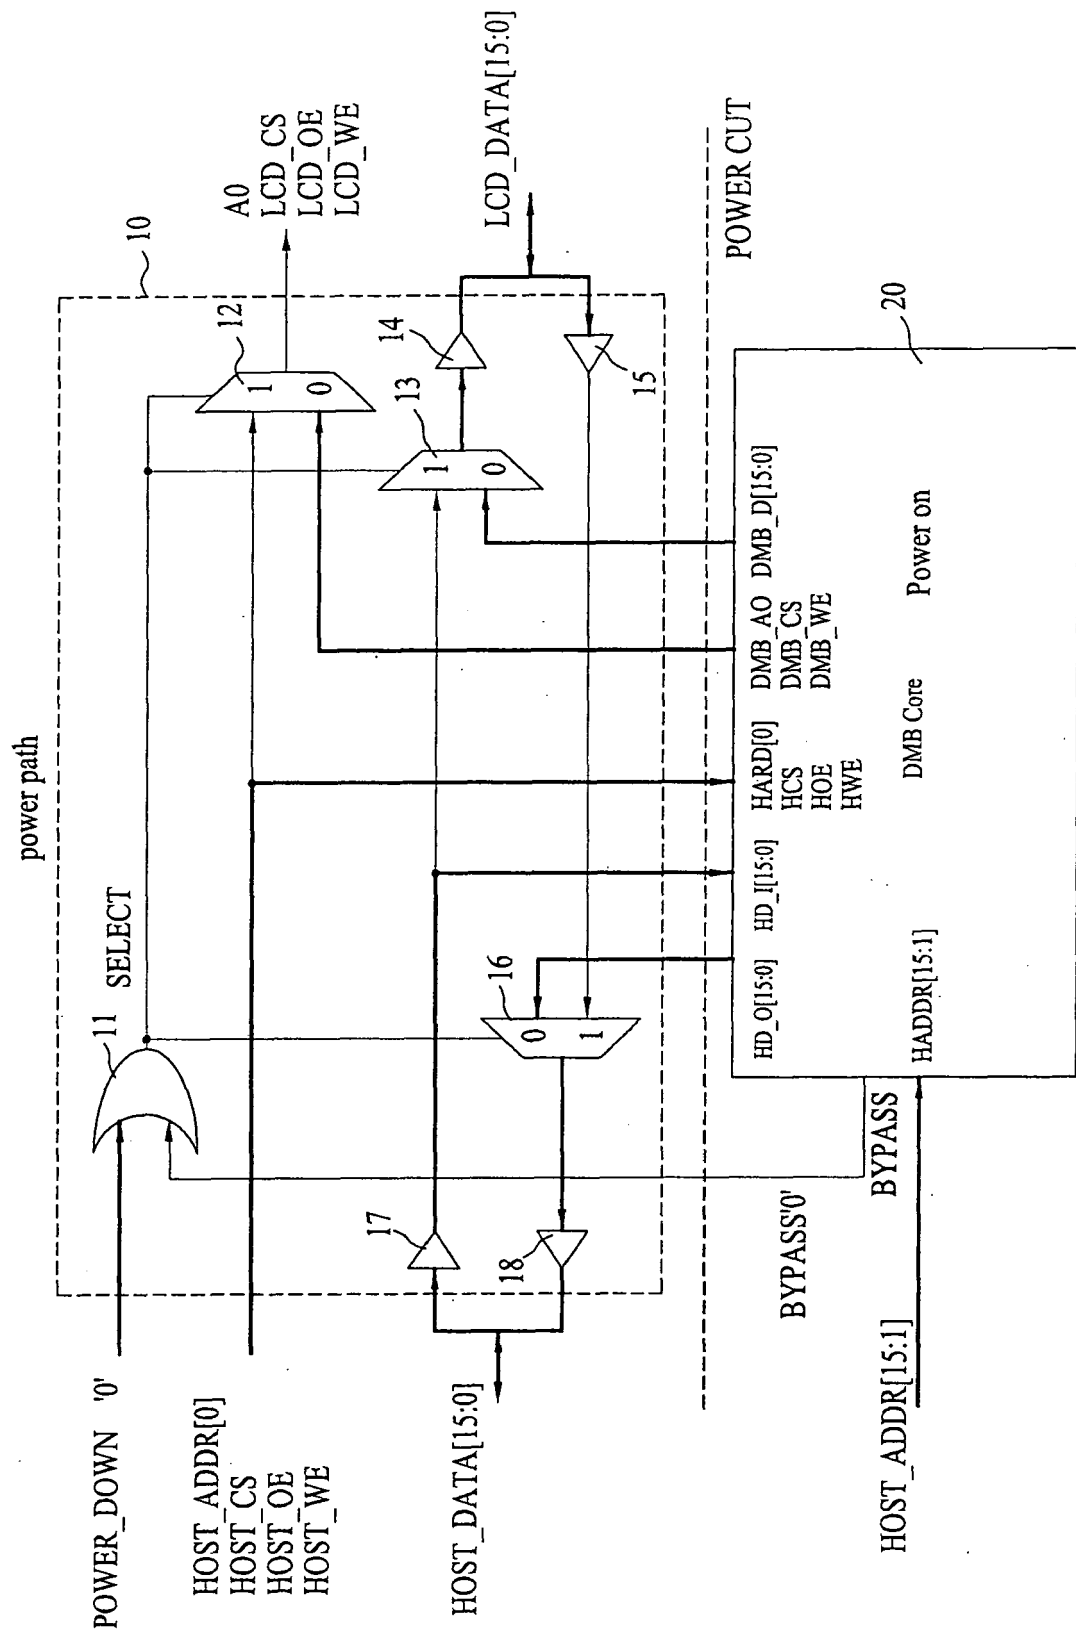 power path
POWER_DOWN '0'
11
SELECT
10
12
1
0
A0
LCD_CS
LCD_OE
LCD_WE
HOST_ADDR[0]
HOST_CS
HOST_OE
HOST_WE
17
13
1
0
14
HOST_DATA[15:0]
18
16
0
1
15
LCD_DATA[15:0]
POWER CUT
BYPASS'0'
BYPASS
HD_O[15:0]
HD_I[15:0]
HARD[0]
HCS
HOE
HWE
DMB_AO
DMB_CS
DMB_WE
DMB_D[15:0]
20
DMB Core
Power on
HOST_ADDR[15:1]
HADDR[15:1]